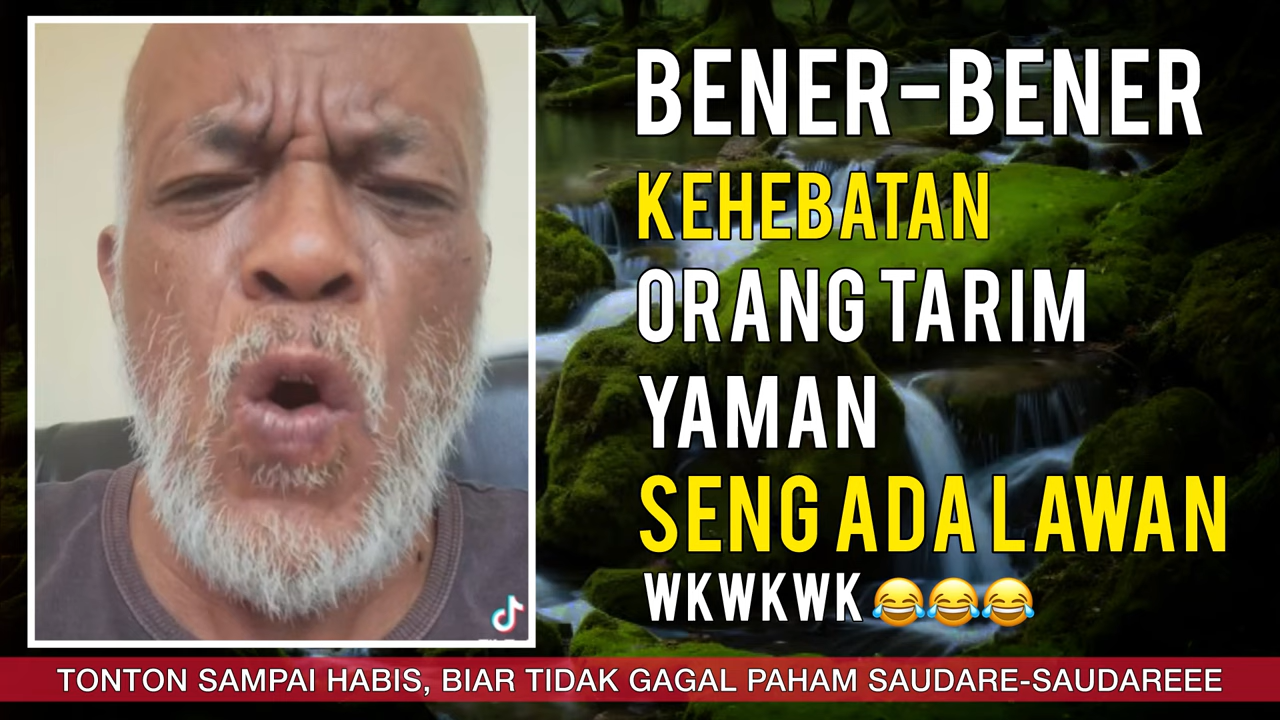 BENER-BENER
KEHEBATAN
ORANG TARIM
YAMAN
SENG ADA LAWAN
WKWKWK😂😂😂
TONTON SAMPAI HABIS, BIAR TIDAK GAGAL PAHAM SAUDARE-SAUDAREEE